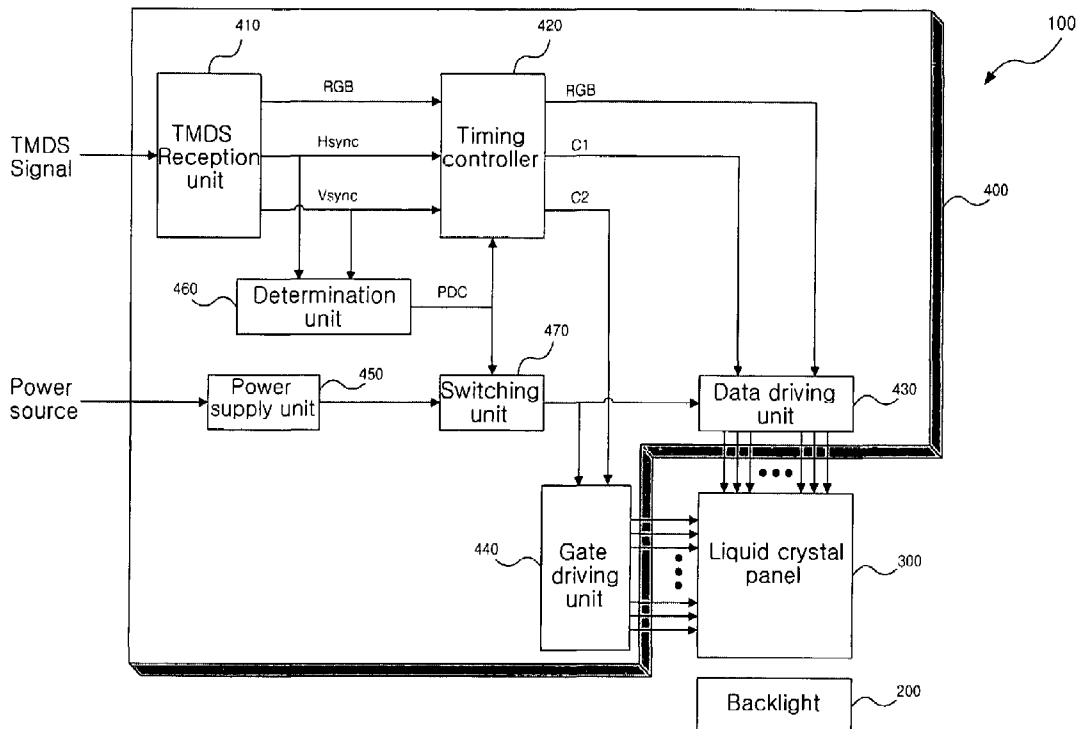 410
420
100
RGB
RGB
TMDS
Signal
TMDS
Reception
unit
Hsync
Timing
controller
C1
Vsync
C2
400
460
Determination
unit
PDC
470
Power
source
Power
supply unit
450
Switching
unit
Data driving
unit
430
440
Gate
driving
unit
Liquid crystal
panel
300
Backlight
200